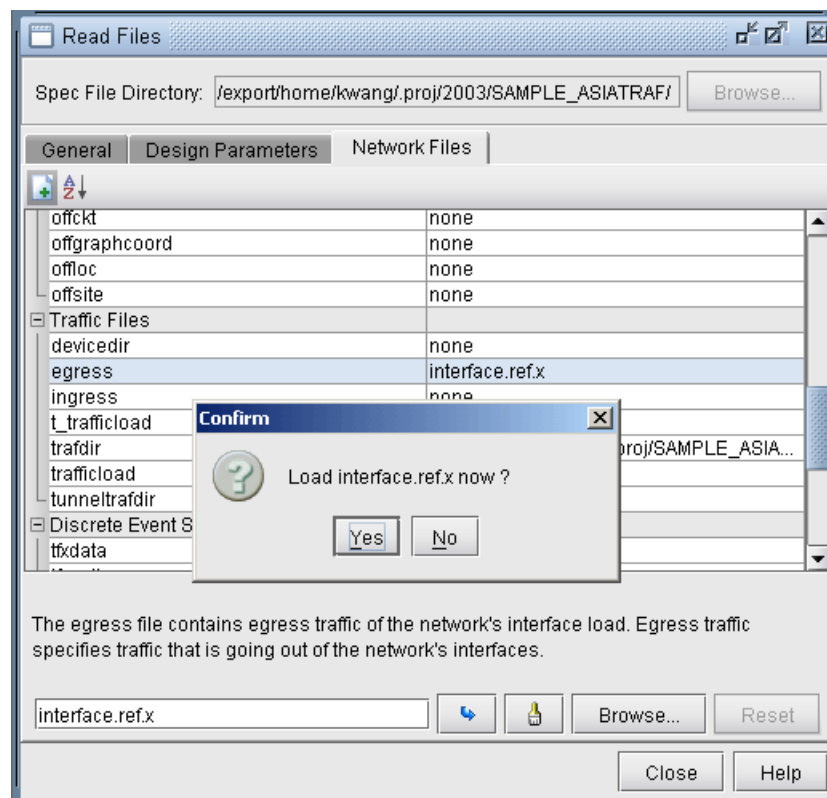 Read Files
Spec File Directory: /export/home/kwang/.proj/2003/SAMPLE_ASIATRAF/ Browse...
General Design Parameters Network Files
offckt none
offgraphcoord none
offloc none
offsite none
Traffic Files
devicedir none
egress interface.ref.x
ingress none
t_trafficload
trafdir proj/SAMPLE_ASIA...
trafficload
tunneltrafdir
Discrete Event S
tfxdata
Confirm
Load interface.ref.x now ?
Yes No
The egress file contains egress traffic of the network's interface load. Egress traffic
specifies traffic that is going out of the network's interfaces.
interface.ref.x Browse... Reset
Close Help